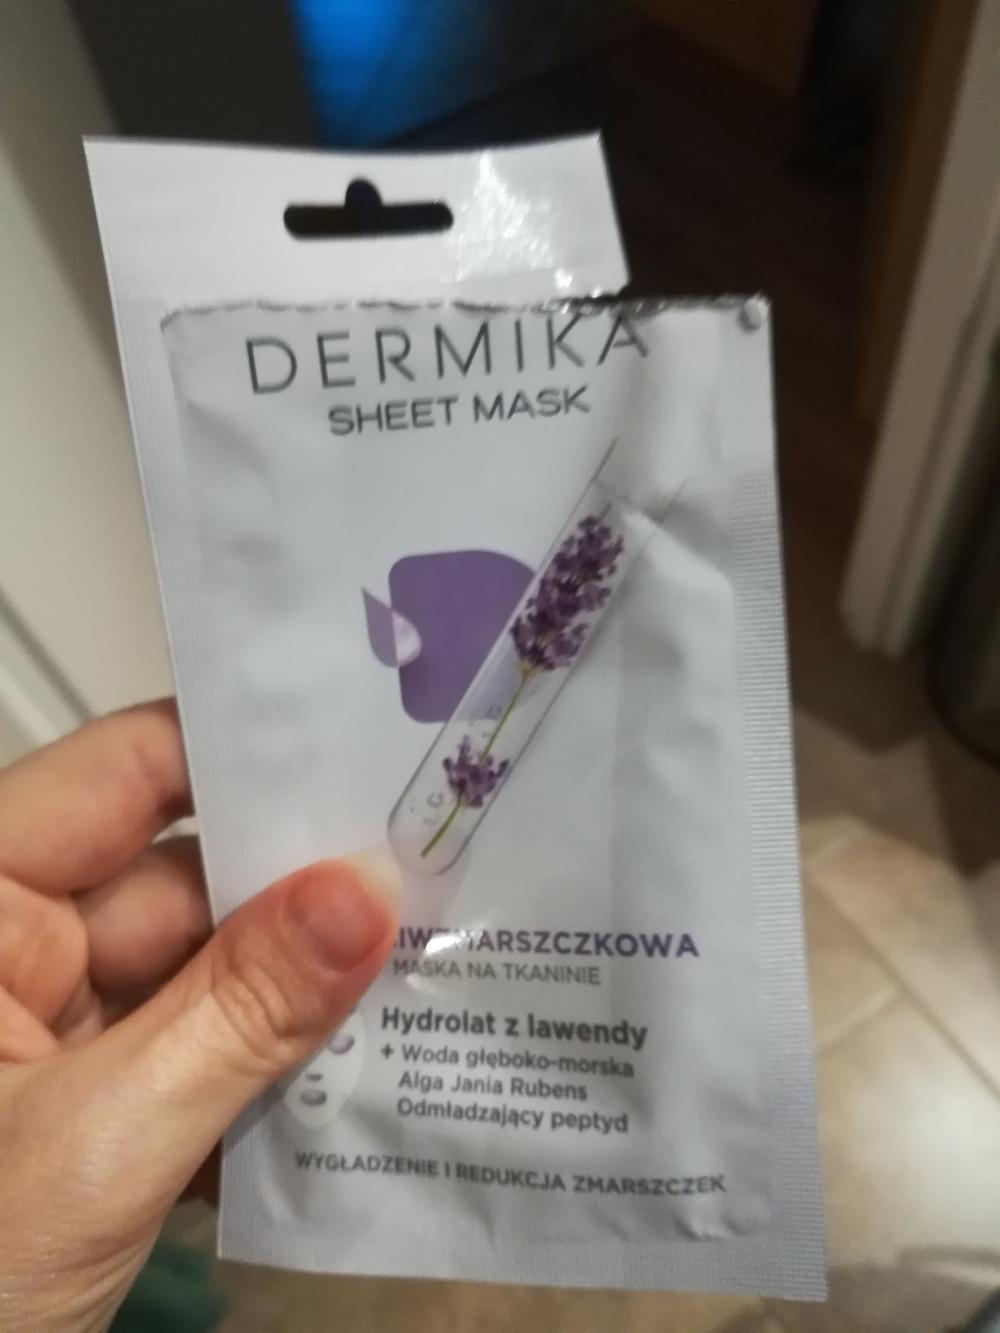 DERMIKA
SHEET MASK
MASKA NA TKANINIE
Hydrolat z lawendy
+ Woda głęboko-morska
Alga Jania Rubens
Odmładzający peptyd
WYGŁADZENIE I REDUKCJA ZMARSZCZEK